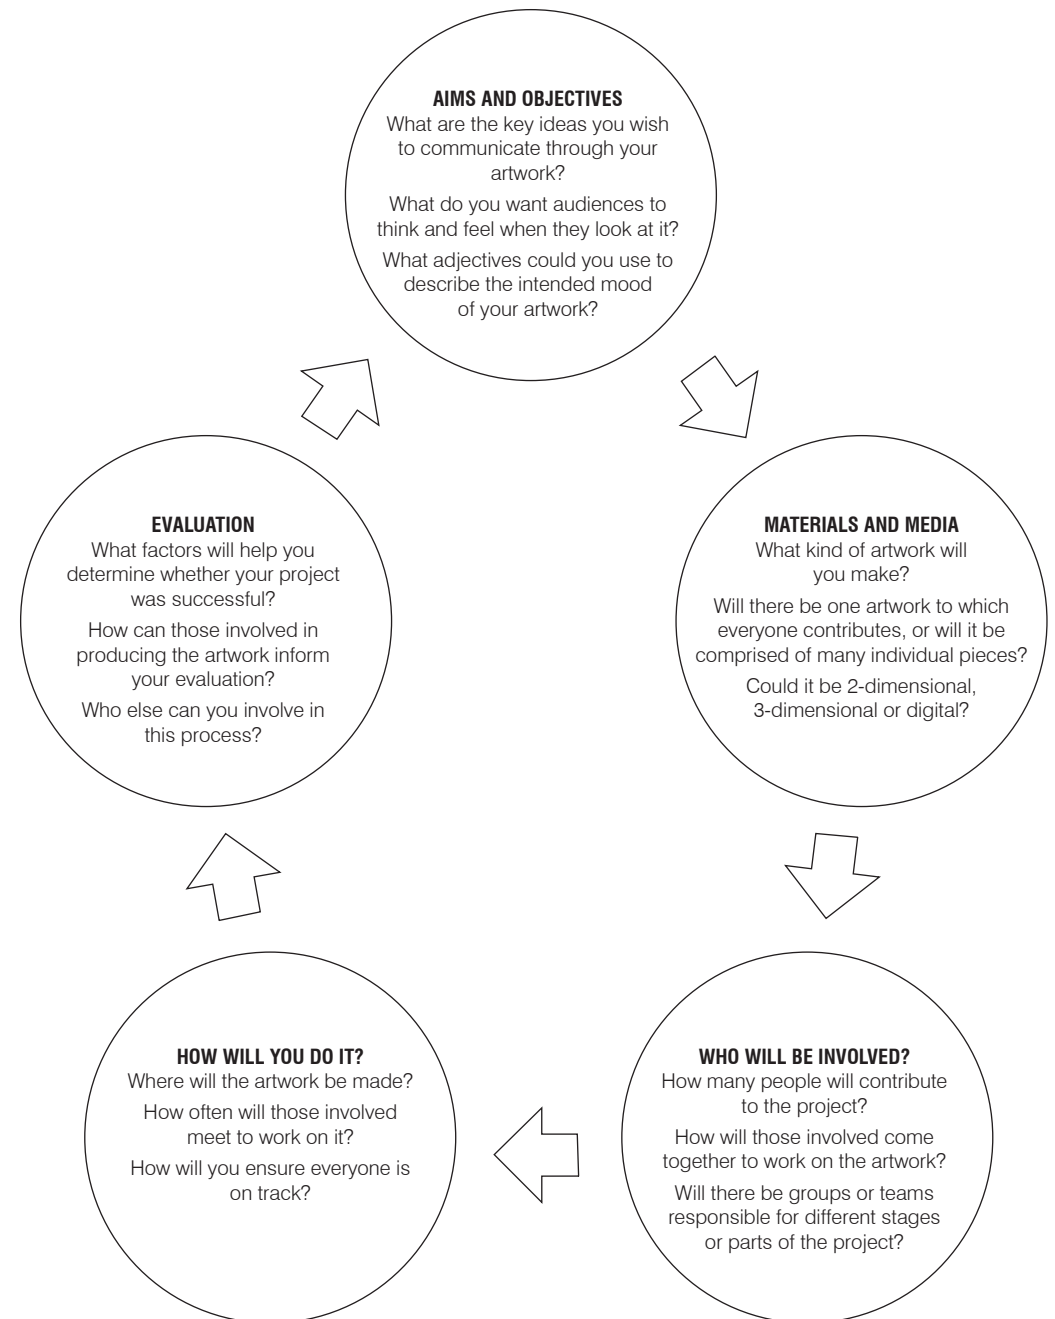 AIMS AND OBJECTIVES
What are the key ideas you wish
to communicate through your
artwork?
What do you want audiences to
think and feel when they look at it?
What adjectives could you use to
describe the intended mood
of your artwork?
MATERIALS AND MEDIA
What kind of artwork will
you make?
Will there be one artwork to which
everyone contributes, or will it be
comprised of many individual pieces?
Could it be 2-dimensional,
3-dimensional or digital?
WHO WILL BE INVOLVED?
How many people will contribute
to the project?
How will those involved come
together to work on the artwork?
Will there be groups or teams
responsible for different stages
or parts of the project?
HOW WILL YOU DO IT?
Where will the artwork be made?
How often will those involved
meet to work on it?
How will you ensure everyone is
on track?
EVALUATION
What factors will help you
determine whether your project
was successful?
How can those involved in
producing the artwork inform
your evaluation?
Who else can you involve in
this process?